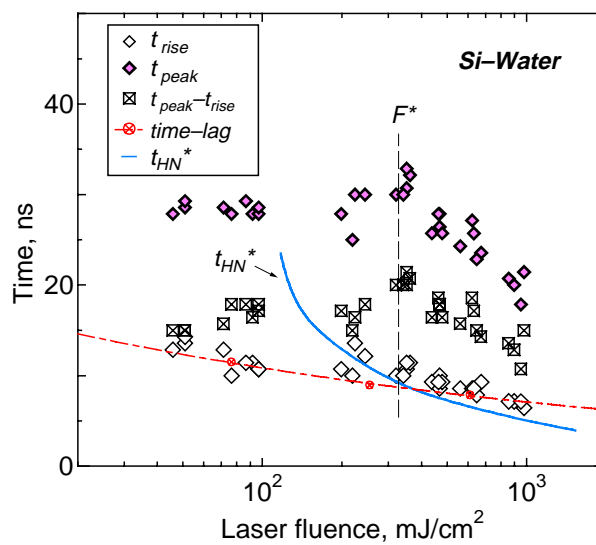 Si–Water
t_rise
t_peak
t_peak–t_rise
time–lag
t_HN*
F*
t_HN*
Time, ns
40
20
0
10^2
10^3
Laser fluence, mJ/cm^2